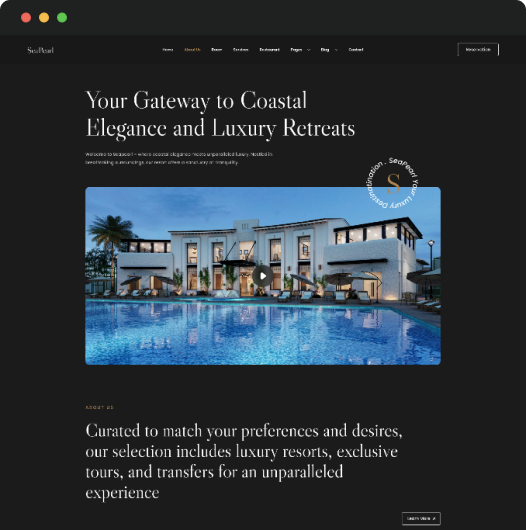 SeaPearl
Home About Us Room Services Restaurant Pages Blog Contact
Reservation
Your Gateway to Coastal
Elegance and Luxury Retreats
Welcome to Seapearl – where coastal elegance meets unparalleled luxury. Nestled in
breathtaking surroundings, our resort offers a sanctuary of tranquility.
SeaPearl Your Luxury Destination .
S
ABOUT US
Curated to match your preferences and desires,
our selection includes luxury resorts, exclusive
tours, and transfers for an unparalleled
experience
Learn More